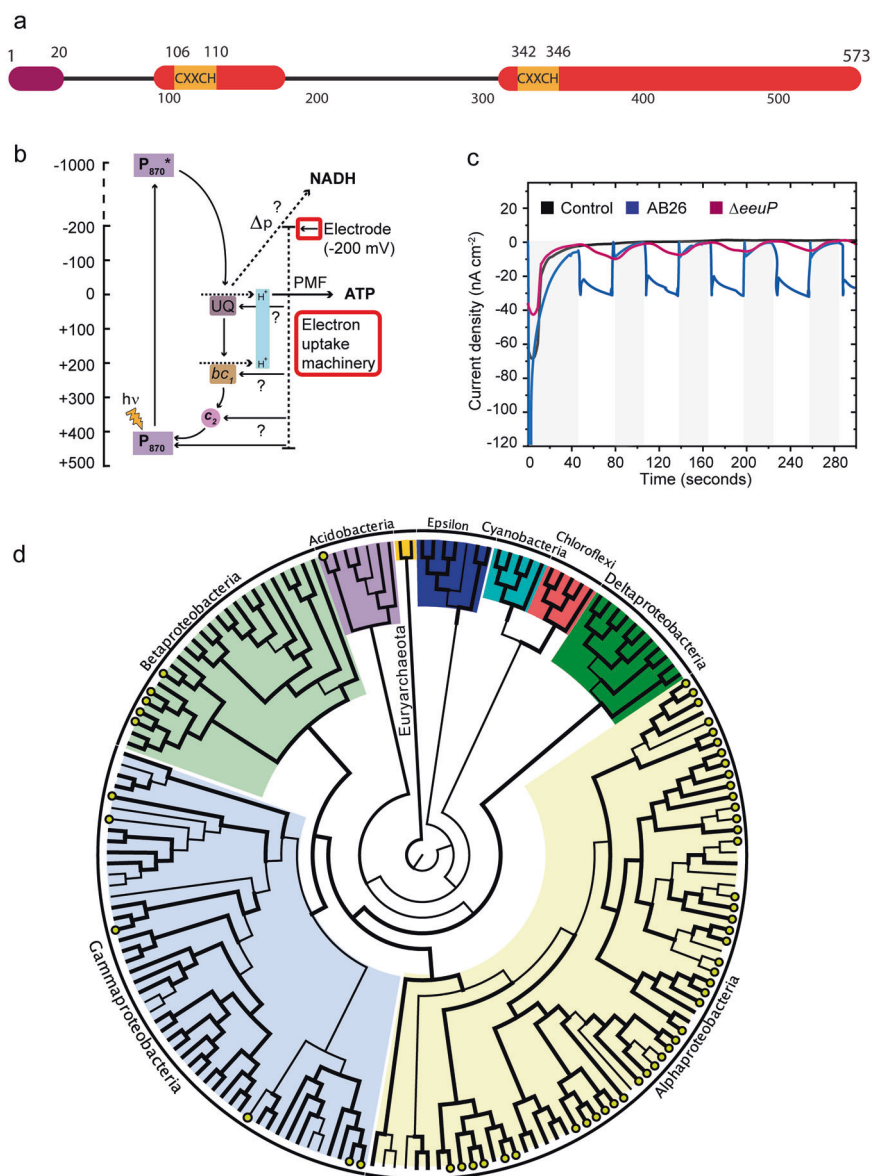 a
1 20 106 110 342 346 573
CXXCH CXXCH
100 200 300 400 500
b
-1000
-200
-100
0
+100
+200
+300
+400
+500
P870*
NADH
?
Δp
Electrode
(-200 mV)
PMF
ATP
H+
UQ
?
Electron
uptake
machinery
H+
bc1
?
hν
c2
?
P870
c
Control AB26 ΔeeuP
20
0
-20
-40
-60
-80
-100
-120
Current density (nA cm-2)
0 40 80 120 160 200 240 280
Time (seconds)
d
Acidobacteria
Epsilon
Cyanobacteria
Chloroflexi
Deltaproteobacteria
Betaproteobacteria
Euryarchaeota
Gammaproteobacteria
Alphaproteobacteria